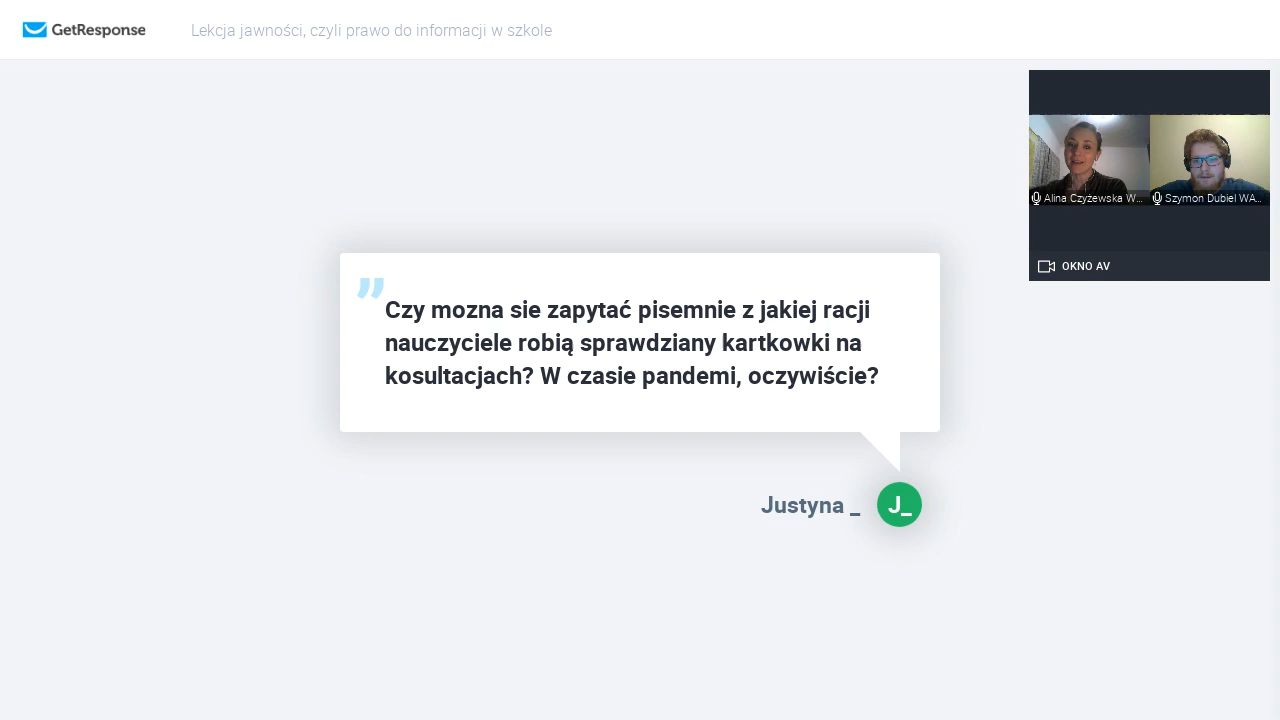 GetResponse
Lekcja jawności, czyli prawo do informacji w szkole
Alina Czyżewska W...
Szymon Dubiel WA...
OKNO AV
"
Czy mozna sie zapytać pisemnie z jakiej racji
nauczyciele robią sprawdziany kartkowki na
kosultacjach? W czasie pandemi, oczywiście?
Justyna _
J_